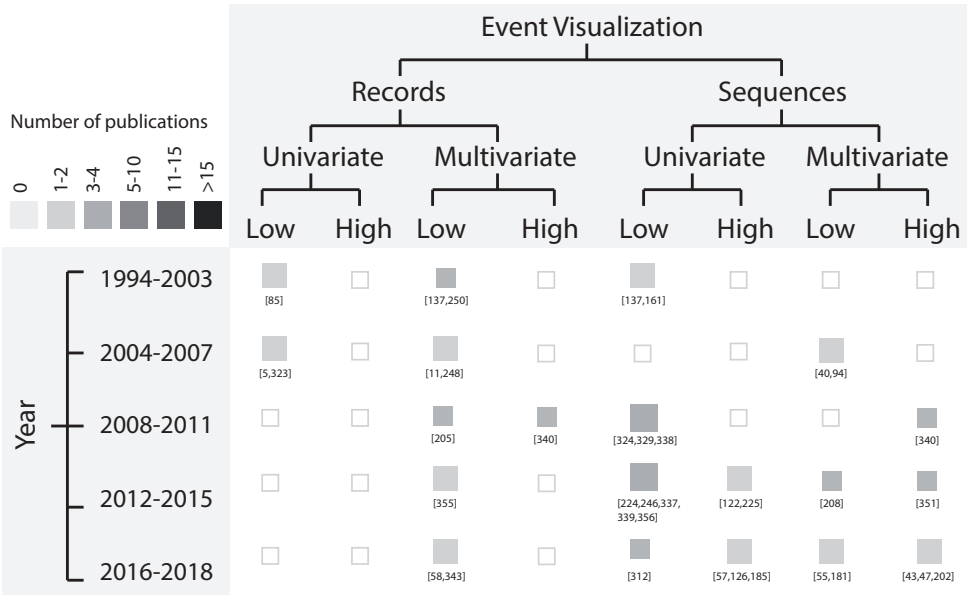 Event Visualization
Records Sequences
Number of publications
Univariate Multivariate Univariate Multivariate
0 1-2 3-4 5-10 11-15 >15
Low High Low High Low High Low High
Year
1994-2003
[85] [137,250] [137,161]
2004-2007
[5,323] [11,248] [40,94]
2008-2011
[205] [340] [324,329,338] [340]
2012-2015
[355] [224,246,337, [122,225] [208] [351]
339,356]
2016-2018
[58,343] [312] [57,126,185] [55,181] [43,47,202]